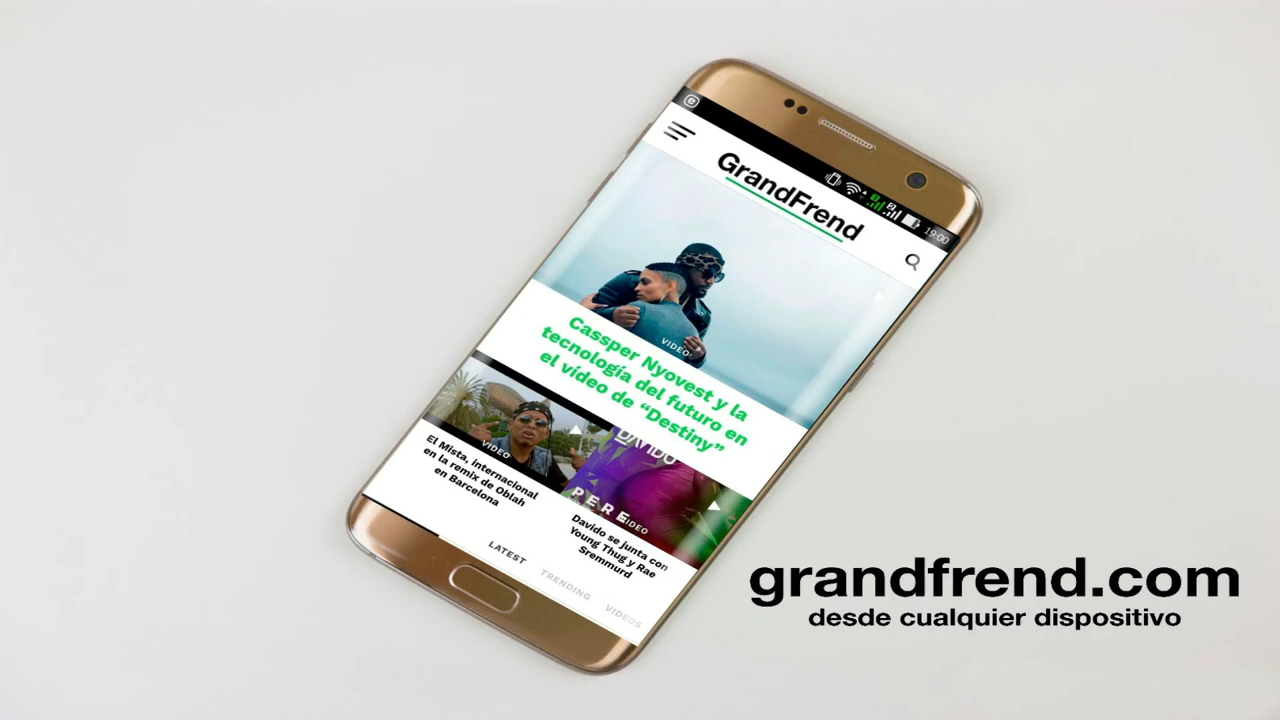 19:00
GrandFrend
VIDEO
Cassper Nyovest y la
tecnología del futuro en
el vídeo de “Destiny”
VIDEO
El Mista, internacional
en la remix de Oblah
en Barcelona
DAVIDO
PERE
VIDEO
Davido se junta con
Young Thug y Rae
Sremmurd
LATEST
TRENDING
VIDEOS
grandfrend.com
desde cualquier dispositivo